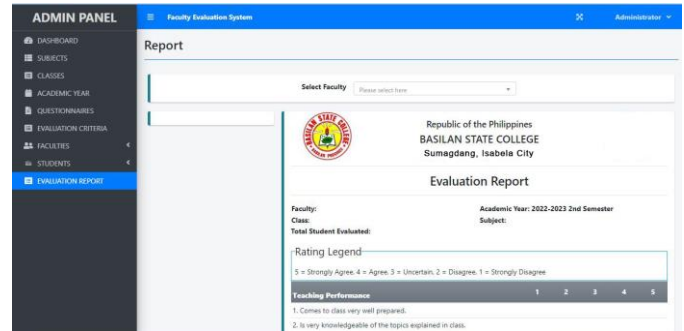 ADMIN PANEL
Faculty Evaluation System
Administrator
DASHBOARD
SUBJECTS
CLASSES
ACADEMIC YEAR
QUESTIONNAIRES
EVALUATION CRITERIA
FACULTIES
STUDENTS
EVALUATION REPORT
Report
Select Faculty Please select here
BASILAN STATE COLLEGE
Republic of the Philippines
BASILAN STATE COLLEGE
Sumagdang, Isabela City
Evaluation Report
Faculty: Academic Year: 2022-2023 2nd Semester
Class: Subject:
Total Student Evaluated:
Rating Legend
5 = Strongly Agree, 4 = Agree, 3 = Uncertain, 2 = Disagree, 1 = Strongly Disagree
Teaching Performance 1 2 3 4 5
1. Comes to class very well prepared.
2. Is very knowledgeable of the topics explained in class.